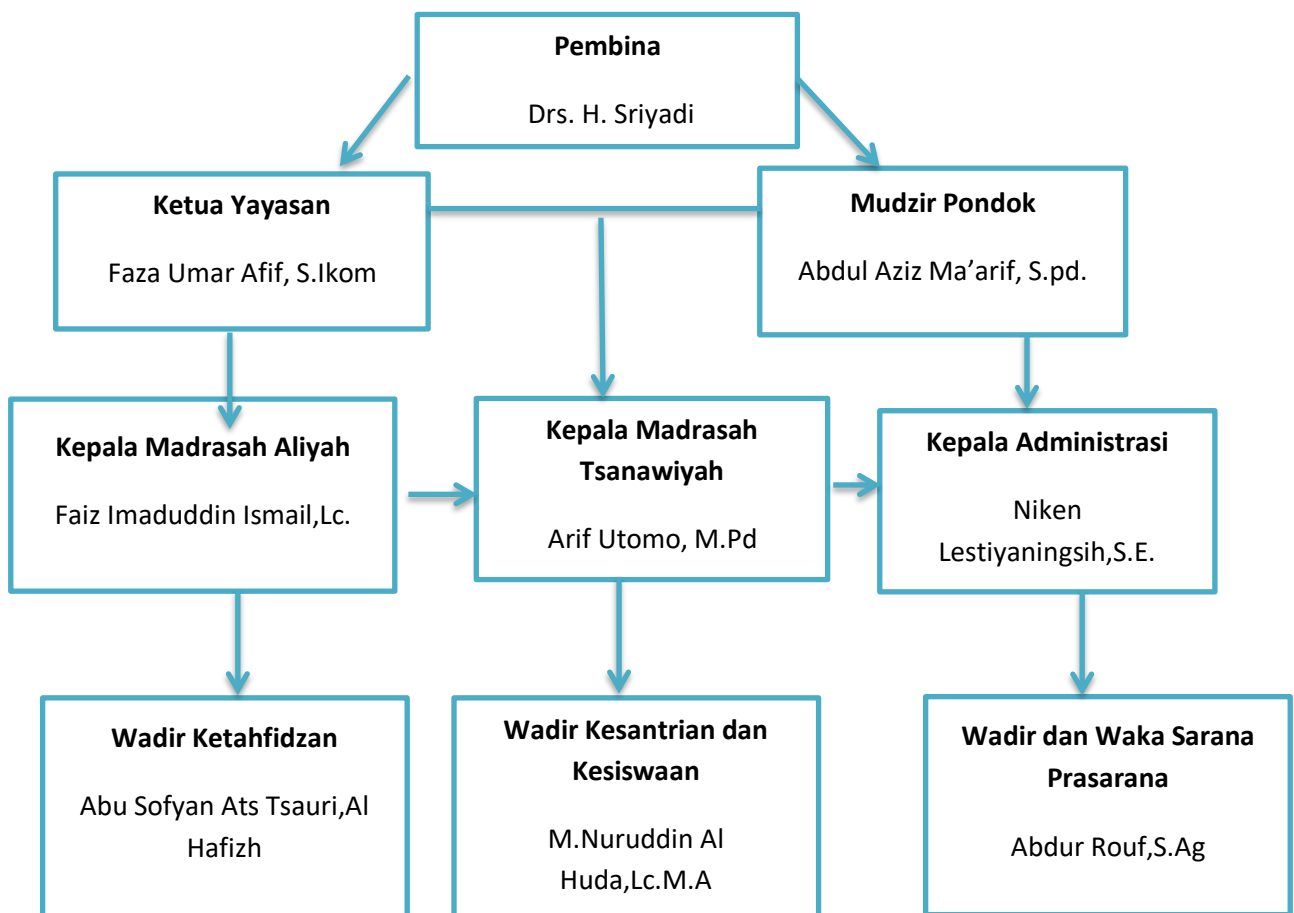 Pembina
Drs. H. Sriyadi
Ketua Yayasan
Faza Umar Afif, S.Ikom
Mudzir Pondok
Abdul Aziz Ma’arif, S.pd.
Kepala Madrasah Aliyah
Faiz Imaduddin Ismail,Lc.
Kepala Madrasah
Tsanawiyah
Arif Utomo, M.Pd
Kepala Administrasi
Niken
Lestiyaningsih,S.E.
Wadir Ketahfidzan
Abu Sofyan Ats Tsauri,Al
Hafizh
Wadir Kesantrian dan
Kesiswaan
M.Nuruddin Al
Huda,Lc.M.A
Wadir dan Waka Sarana
Prasarana
Abdur Rouf,S.Ag